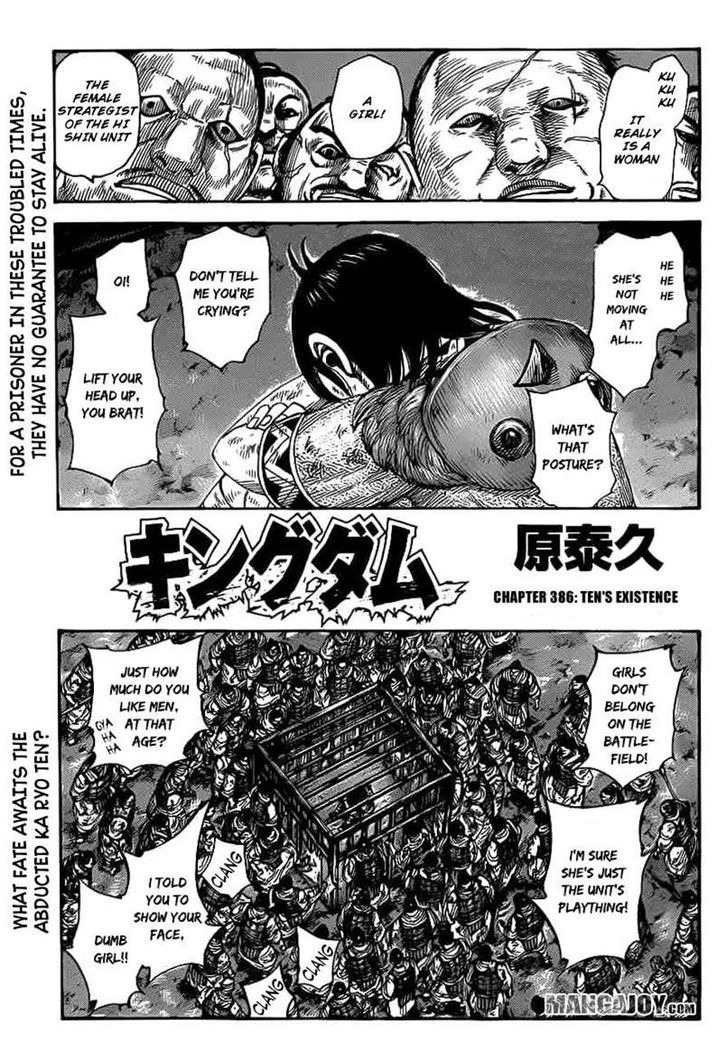 FOR A PRISONER IN THESE TROUBLED TIMES,
THEY HAVE NO GUARANTEE TO STAY ALIVE.
KU
KU
KU
IT
REALLY
IS A
WOMAN
A
GIRL!
THE
FEMALE
STRATEGIST
OF THE HI
SHIN UNIT
HE
HE
HE
SHE'S
NOT
MOVING
AT
ALL...
WHAT'S
THAT
POSTURE?
DON'T TELL
ME YOU'RE
CRYING?
OI!
LIFT YOUR
HEAD UP,
YOU BRAT!
キングダム
原泰久
CHAPTER 386: TEN'S EXISTENCE
WHAT FATE AWAITS THE
ABDUCTED KA RYO TEN?
GIRLS
DON'T
BELONG
ON THE
BATTLE-
FIELD!
I'M SURE
SHE'S JUST
THE UNIT'S
PLAYTHING!
JUST HOW
MUCH DO YOU
LIKE MEN,
AT THAT
AGE?
GYA
HA
HA
CLANG
I TOLD
YOU TO
SHOW YOUR
FACE,
DUMB
GIRL!!
CLANG
CLANG
MANGAJOY.COM